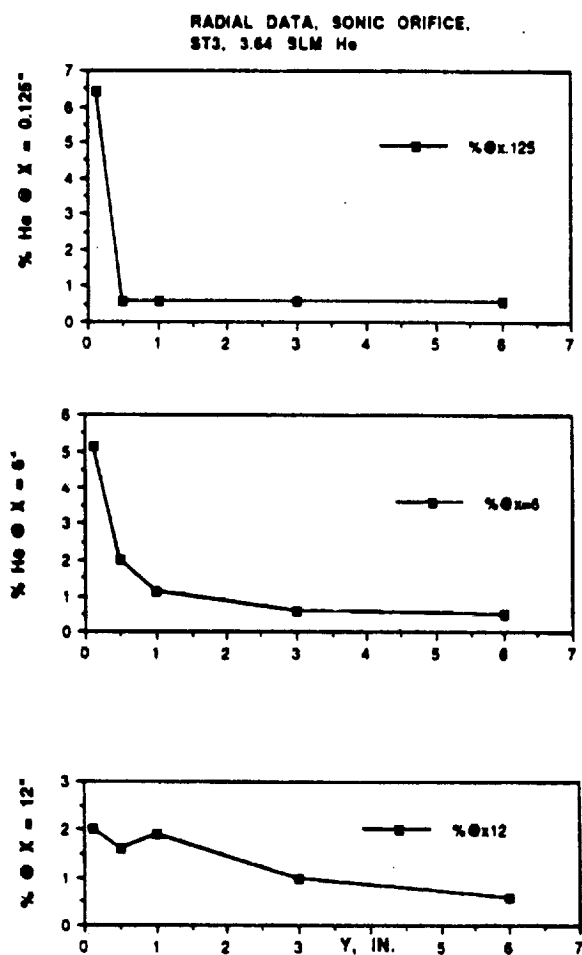 RADIAL DATA, SONIC ORIFICE,
ST3, 3.64 SLM He
% He @ X = 0.125"
7
6
5
4
3
2
1
0
%@x.125
0 1 2 3 4 5 6 7
% He @ X = 6"
6
5
4
3
2
1
0
%@x=6
0 1 2 3 4 5 6 7
% @ X = 12"
3
2
1
0
%@x12
0 1 2 3 4 5 6 7
Y, IN.